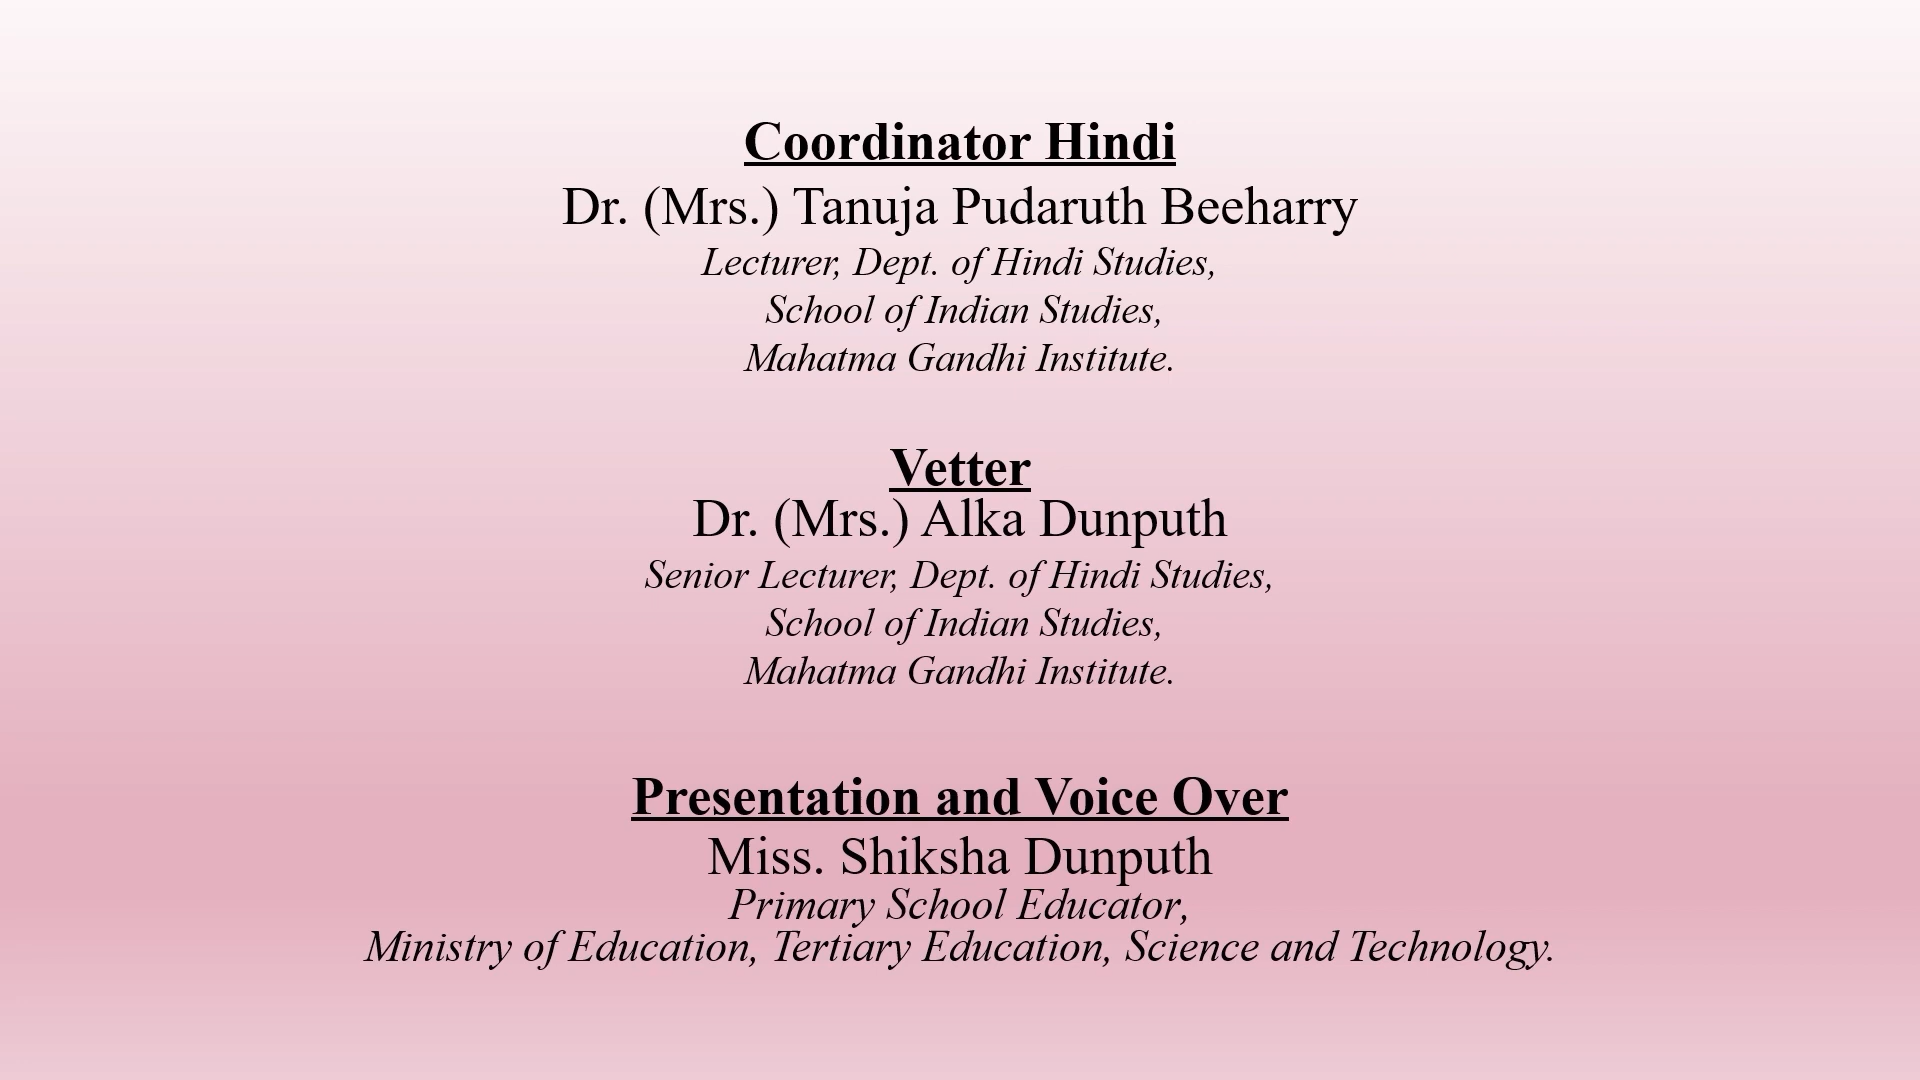 Coordinator Hindi
Dr. (Mrs.) Tanuja Pudaruth Beeharry
Lecturer, Dept. of Hindi Studies,
School of Indian Studies,
Mahatma Gandhi Institute.
Vetter
Dr. (Mrs.) Alka Dunputh
Senior Lecturer, Dept. of Hindi Studies,
School of Indian Studies,
Mahatma Gandhi Institute.
Presentation and Voice Over
Miss. Shiksha Dunputh
Primary School Educator,
Ministry of Education, Tertiary Education, Science and Technology.